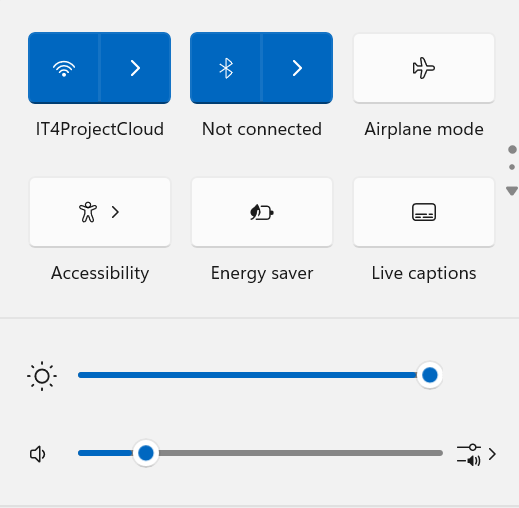 IT4ProjectCloud
Not connected
Airplane mode
Accessibility
Energy saver
Live captions